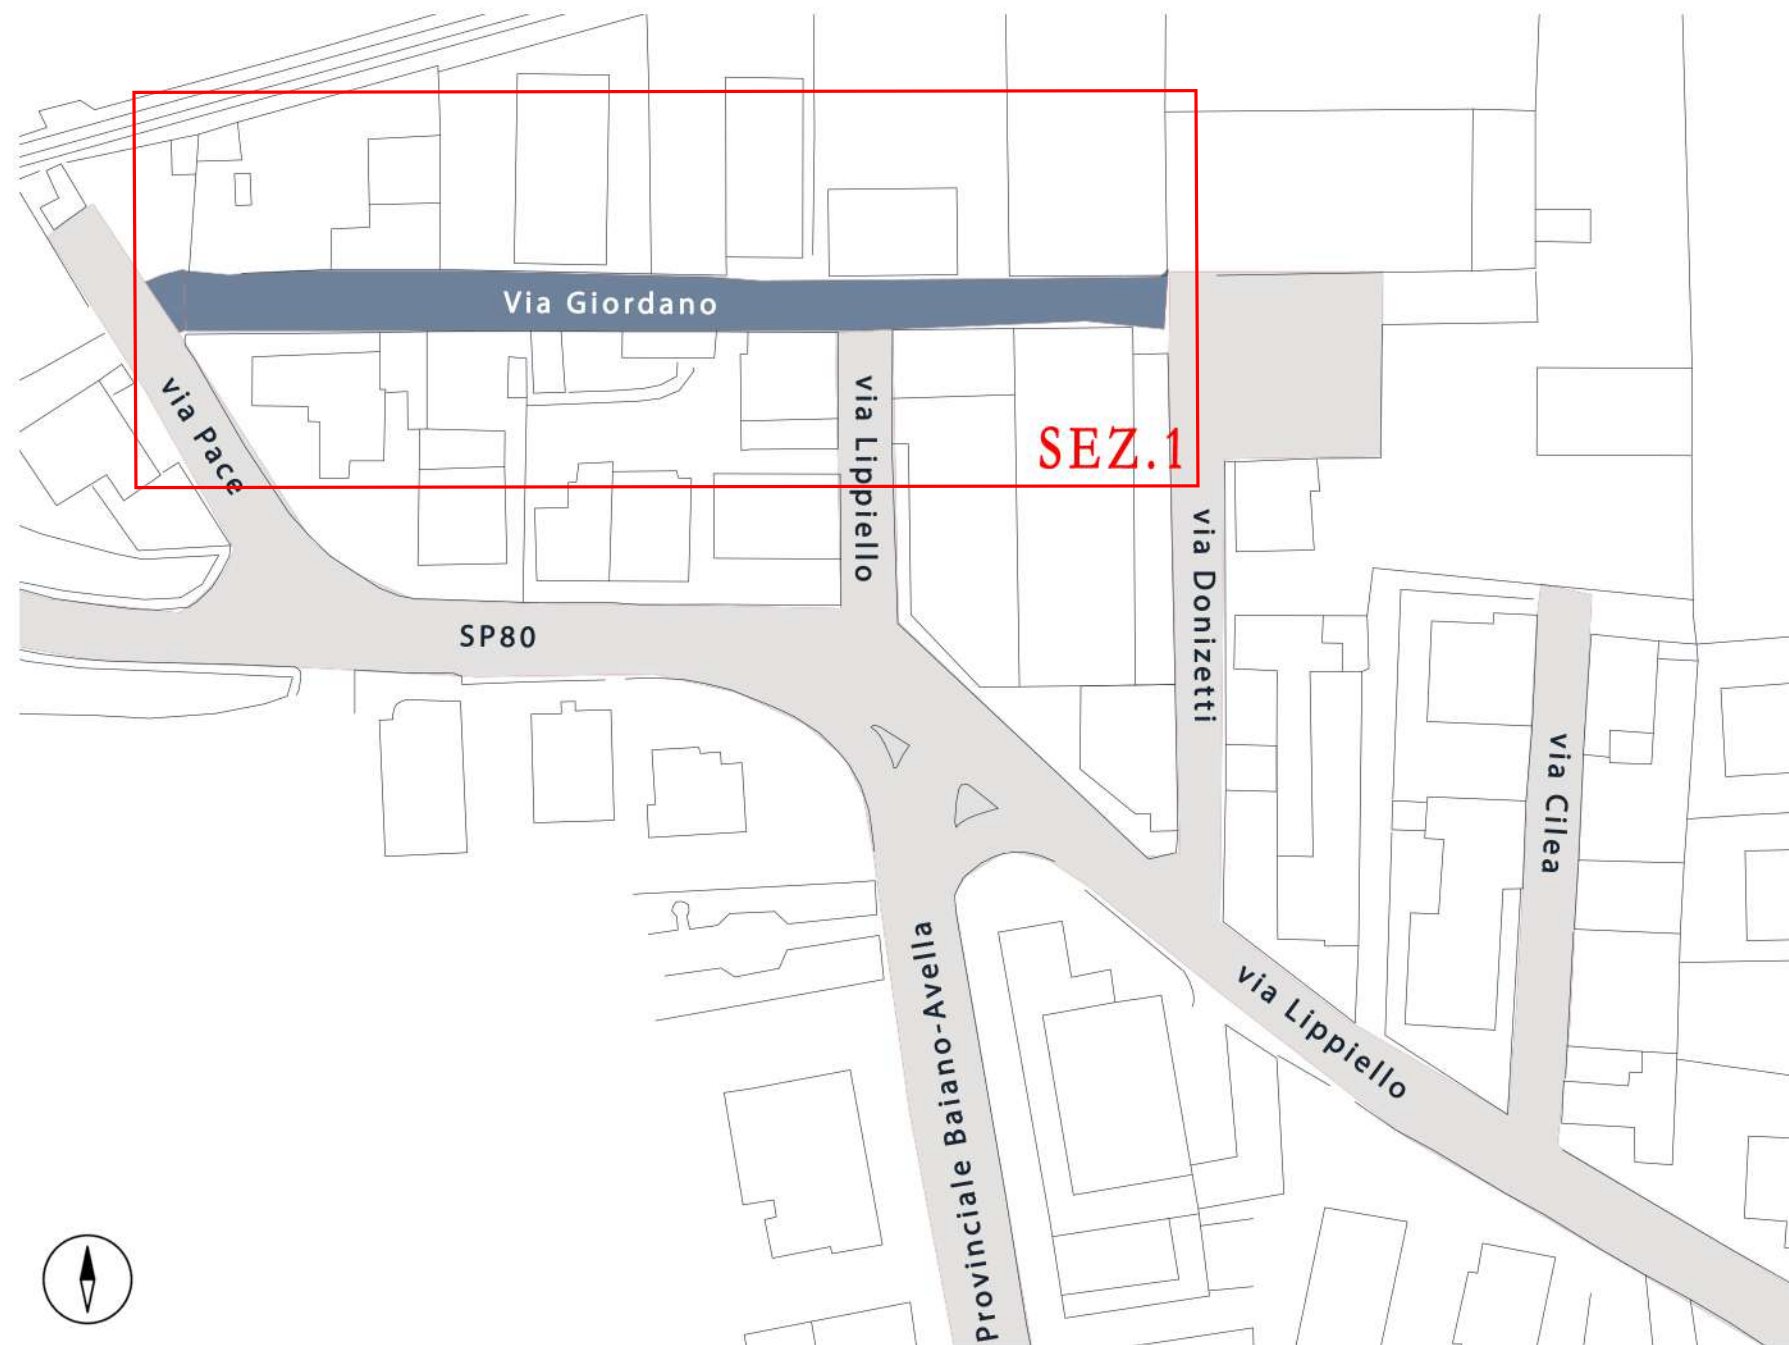 Via Giordano
via Pace
via Lippiello
SEZ.1
via Donizetti
SP80
via Cilea
Provinciale Baiano-Avella
via Lippiello